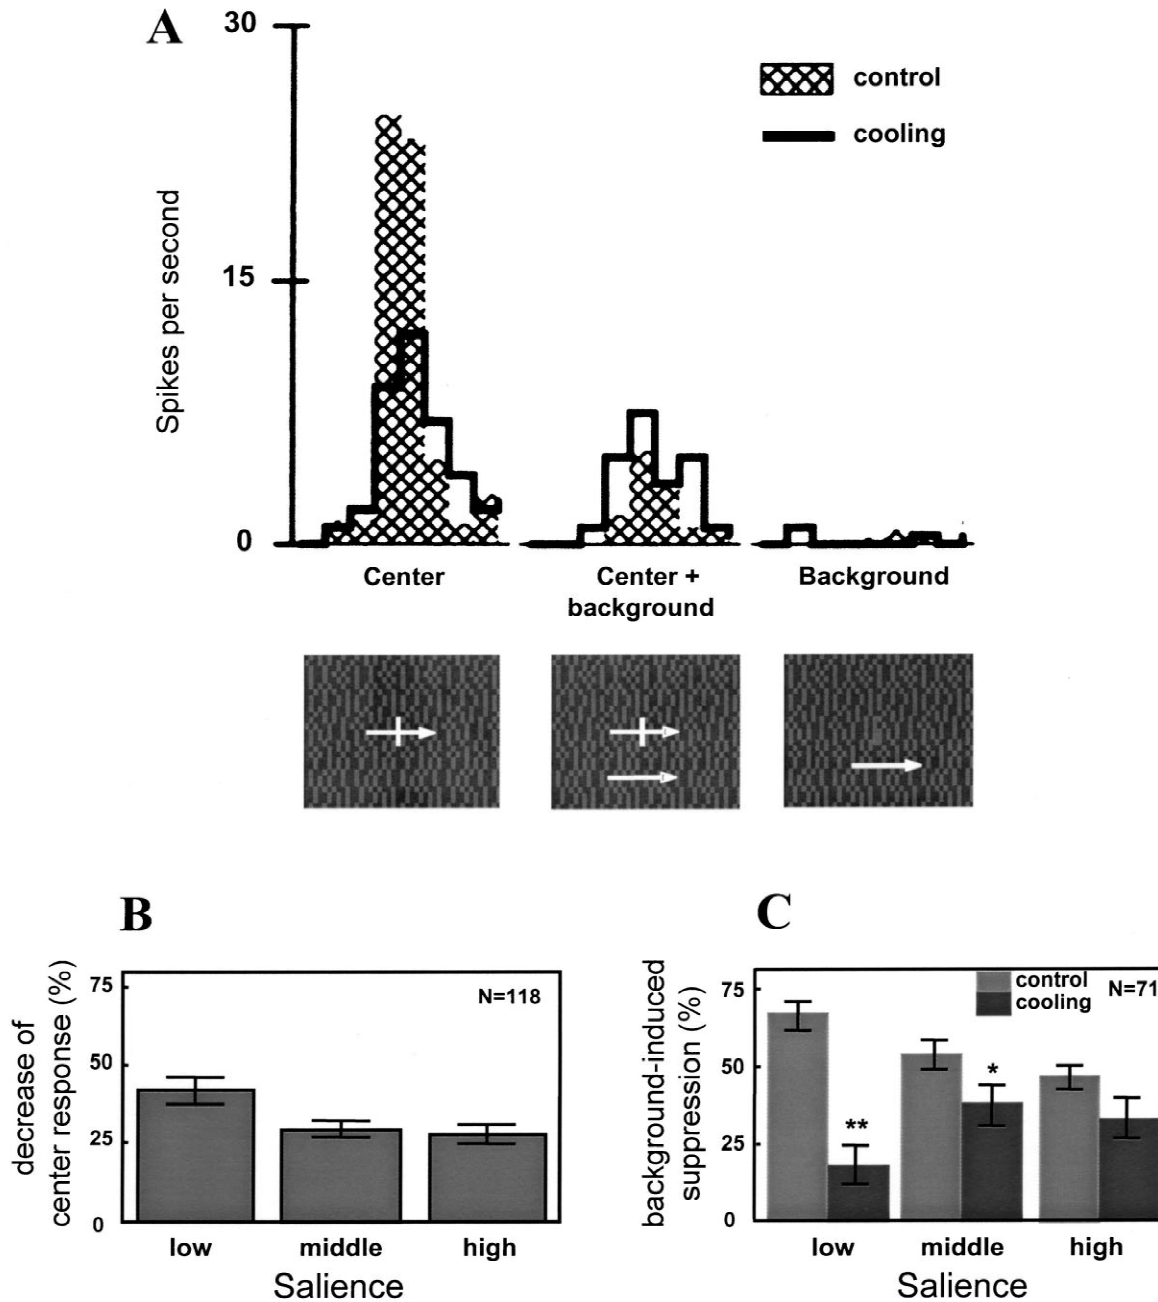 A
30
control
cooling
Spikes per second
15
0
Center
Center +
background
Background
B
decrease of
center response (%)
75
50
25
0
N=118
low
middle
high
Salience
C
background-induced
suppression (%)
75
50
25
0
control
cooling
N=71
**
*
low
middle
high
Salience